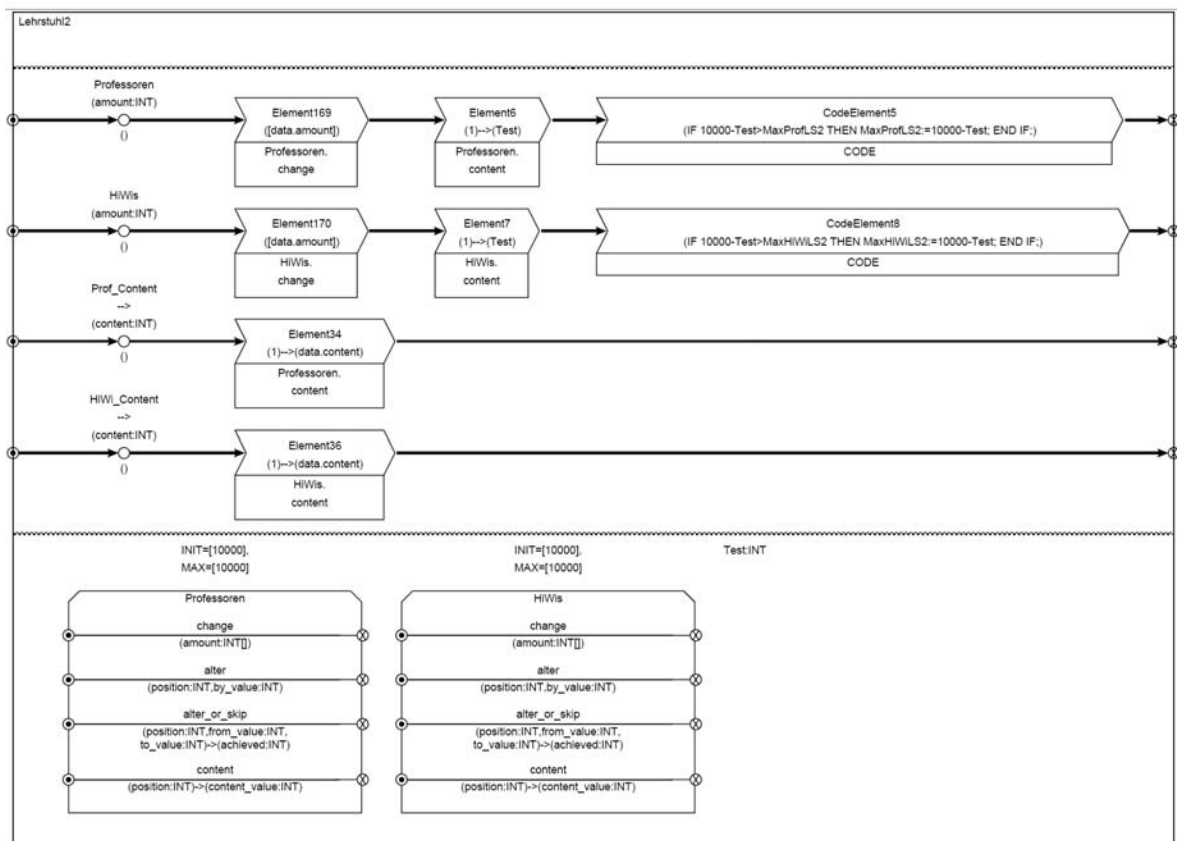 Lehrstuhl2
Professoren
(amount:INT)
()
Element169
([data.amount])
Professoren.
change
Element6
(1)-->(Test)
Professoren.
content
CodeElement5
(IF 10000-Test>MaxProfLS2 THEN MaxProfLS2:=10000-Test; END IF;)
CODE
HiWis
(amount:INT)
()
Element170
([data.amount])
HiWis.
change
Element7
(1)-->(Test)
HiWis.
content
CodeElement8
(IF 10000-Test>MaxHiWiLS2 THEN MaxHiWiLS2:=10000-Test; END IF;)
CODE
Prof_Content
-->
(content:INT)
()
Element34
(1)-->(data.content)
Professoren.
content
HiWi_Content
-->
(content:INT)
()
Element36
(1)-->(data.content)
HiWis.
content
INIT=[10000],
MAX=[10000]
Professoren
change
(amount:INT[])
alter
(position:INT,by_value:INT)
alter_or_skip
(position:INT,from_value:INT,
to_value:INT)->(achieved:INT)
content
(position:INT)->(content_value:INT)
INIT=[10000],
MAX=[10000]
HiWis
change
(amount:INT[])
alter
(position:INT,by_value:INT)
alter_or_skip
(position:INT,from_value:INT,
to_value:INT)->(achieved:INT)
content
(position:INT)->(content_value:INT)
Test:INT